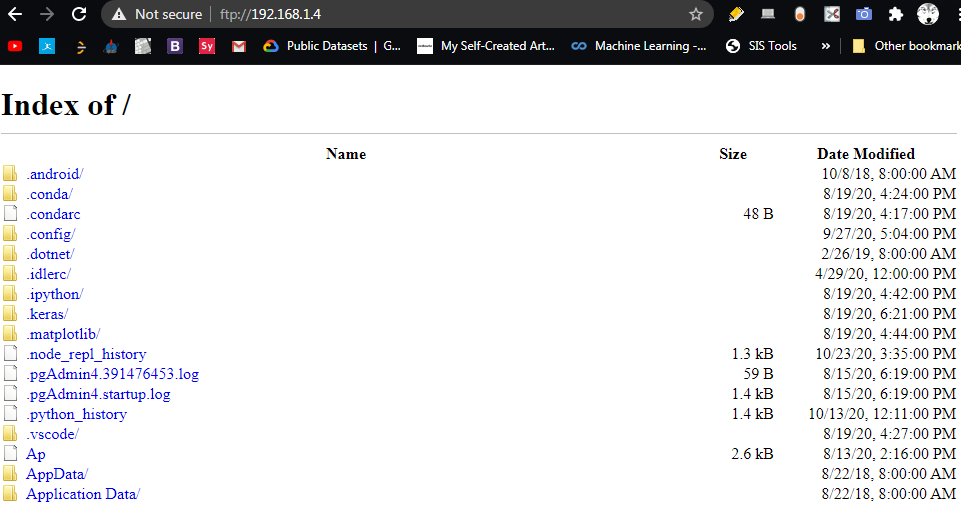 Not secure | ftp://192.168.1.4
B Sy Public Datasets | G... My Self-Created Art... Machine Learning -... SIS Tools » Other bookmark
Index of /
Name Size Date Modified
.android/ 10/8/18, 8:00:00 AM
.conda/ 8/19/20, 4:24:00 PM
.condarc 48 B 8/19/20, 4:17:00 PM
.config/ 9/27/20, 5:04:00 PM
.dotnet/ 2/26/19, 8:00:00 AM
.idlerc/ 4/29/20, 12:00:00 PM
.ipython/ 8/19/20, 4:42:00 PM
.keras/ 8/19/20, 6:21:00 PM
.matplotlib/ 8/19/20, 4:44:00 PM
.node_repl_history 1.3 kB 10/23/20, 3:35:00 PM
.pgAdmin4.391476453.log 59 B 8/15/20, 6:19:00 PM
.pgAdmin4.startup.log 1.4 kB 8/15/20, 6:19:00 PM
.python_history 1.4 kB 10/13/20, 12:11:00 PM
.vscode/ 8/19/20, 4:27:00 PM
Ap 2.6 kB 8/13/20, 2:16:00 PM
AppData/ 8/22/18, 8:00:00 AM
Application Data/ 8/22/18, 8:00:00 AM